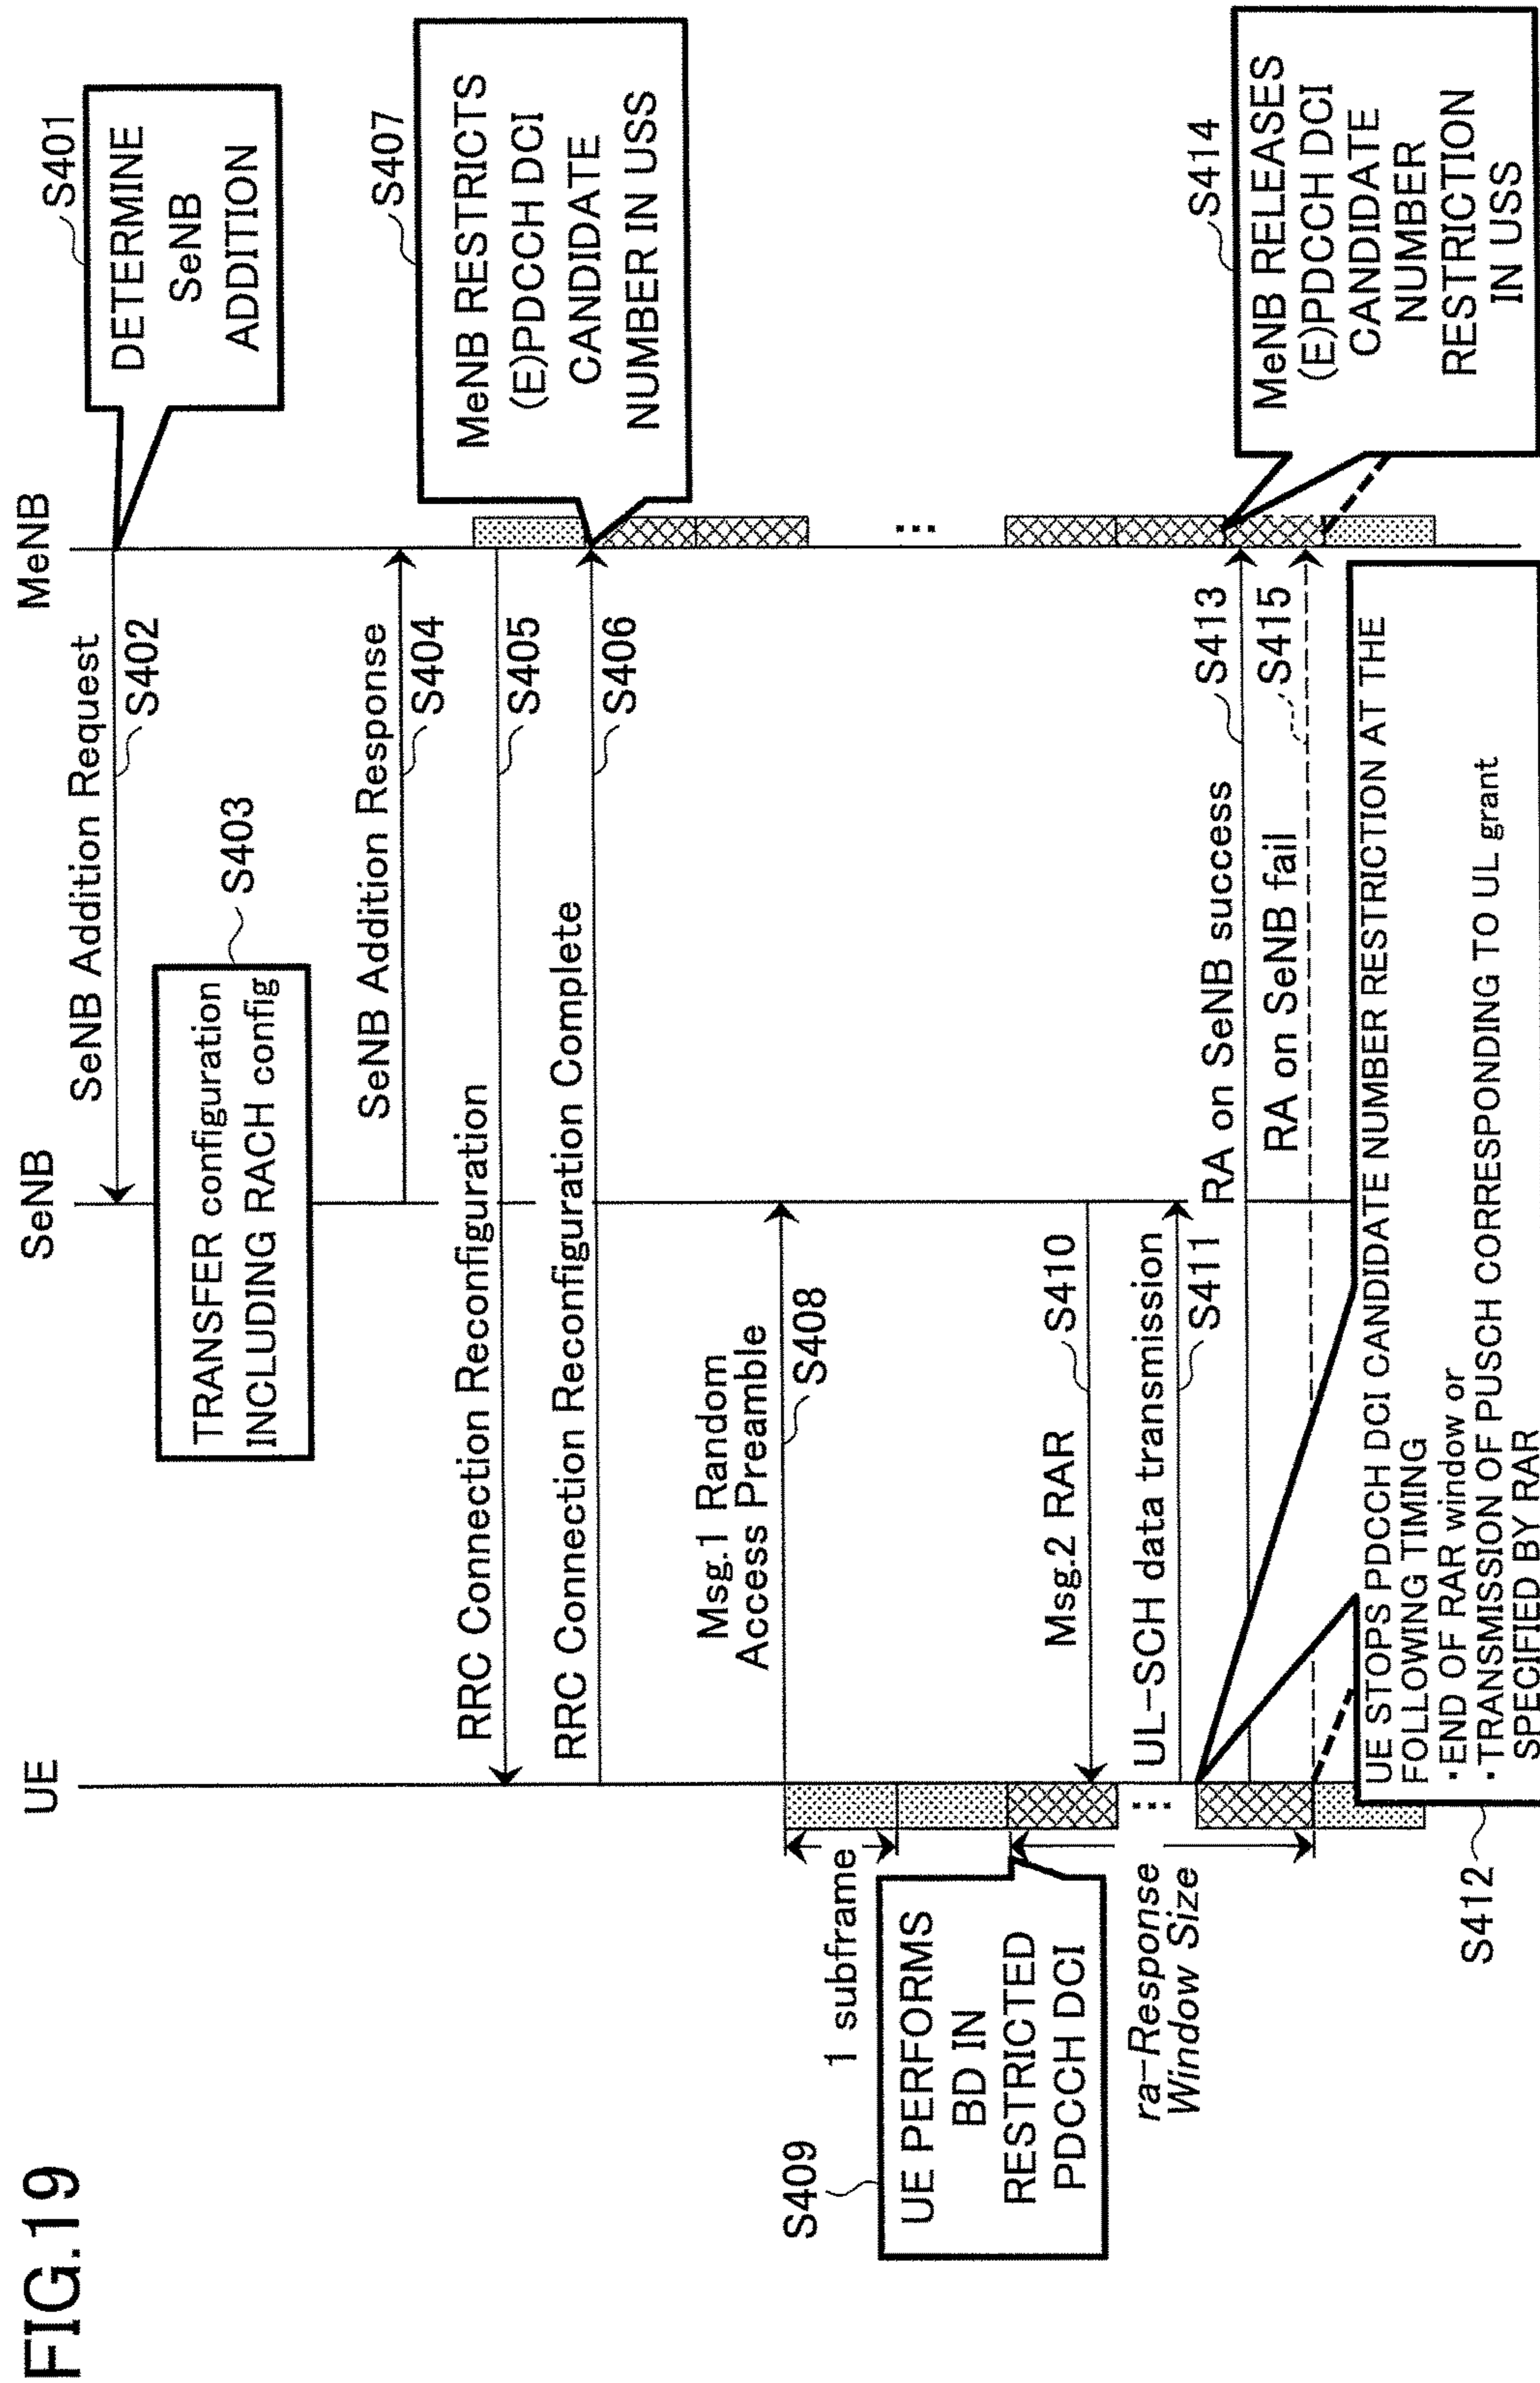 FIG.19
UE
SeNB
MeNB
S401
DETERMINE
SeNB
ADDITION
SeNB Addition Request
S402
TRANSFER configuration
INCLUDING RACH config
S403
SeNB Addition Response
S404
RRC Connection Reconfiguration
S405
RRC Connection Reconfiguration Complete
S406
S407
MeNB RESTRICTS
(E)PDCCH DCI
CANDIDATE
NUMBER IN USS
Msg.1 Random
Access Preamble
S408
1 subframe
S409
UE PERFORMS
BD IN
RESTRICTED
PDCCH DCI
ra-Response
Window Size
Msg.2 RAR
S410
UL-SCH data transmission
S411
RA on SeNB success
S413
RA on SeNB fail
S415
S414
MeNB RELEASES
(E)PDCCH DCI
CANDIDATE
NUMBER
RESTRICTION
IN USS
S412
UE STOPS PDCCH DCI CANDIDATE NUMBER RESTRICTION AT THE
FOLLOWING TIMING
・END OF RAR window or
・TRANSMISSION OF PUSCH CORRESPONDING TO UL grant
SPECIFIED BY RAR